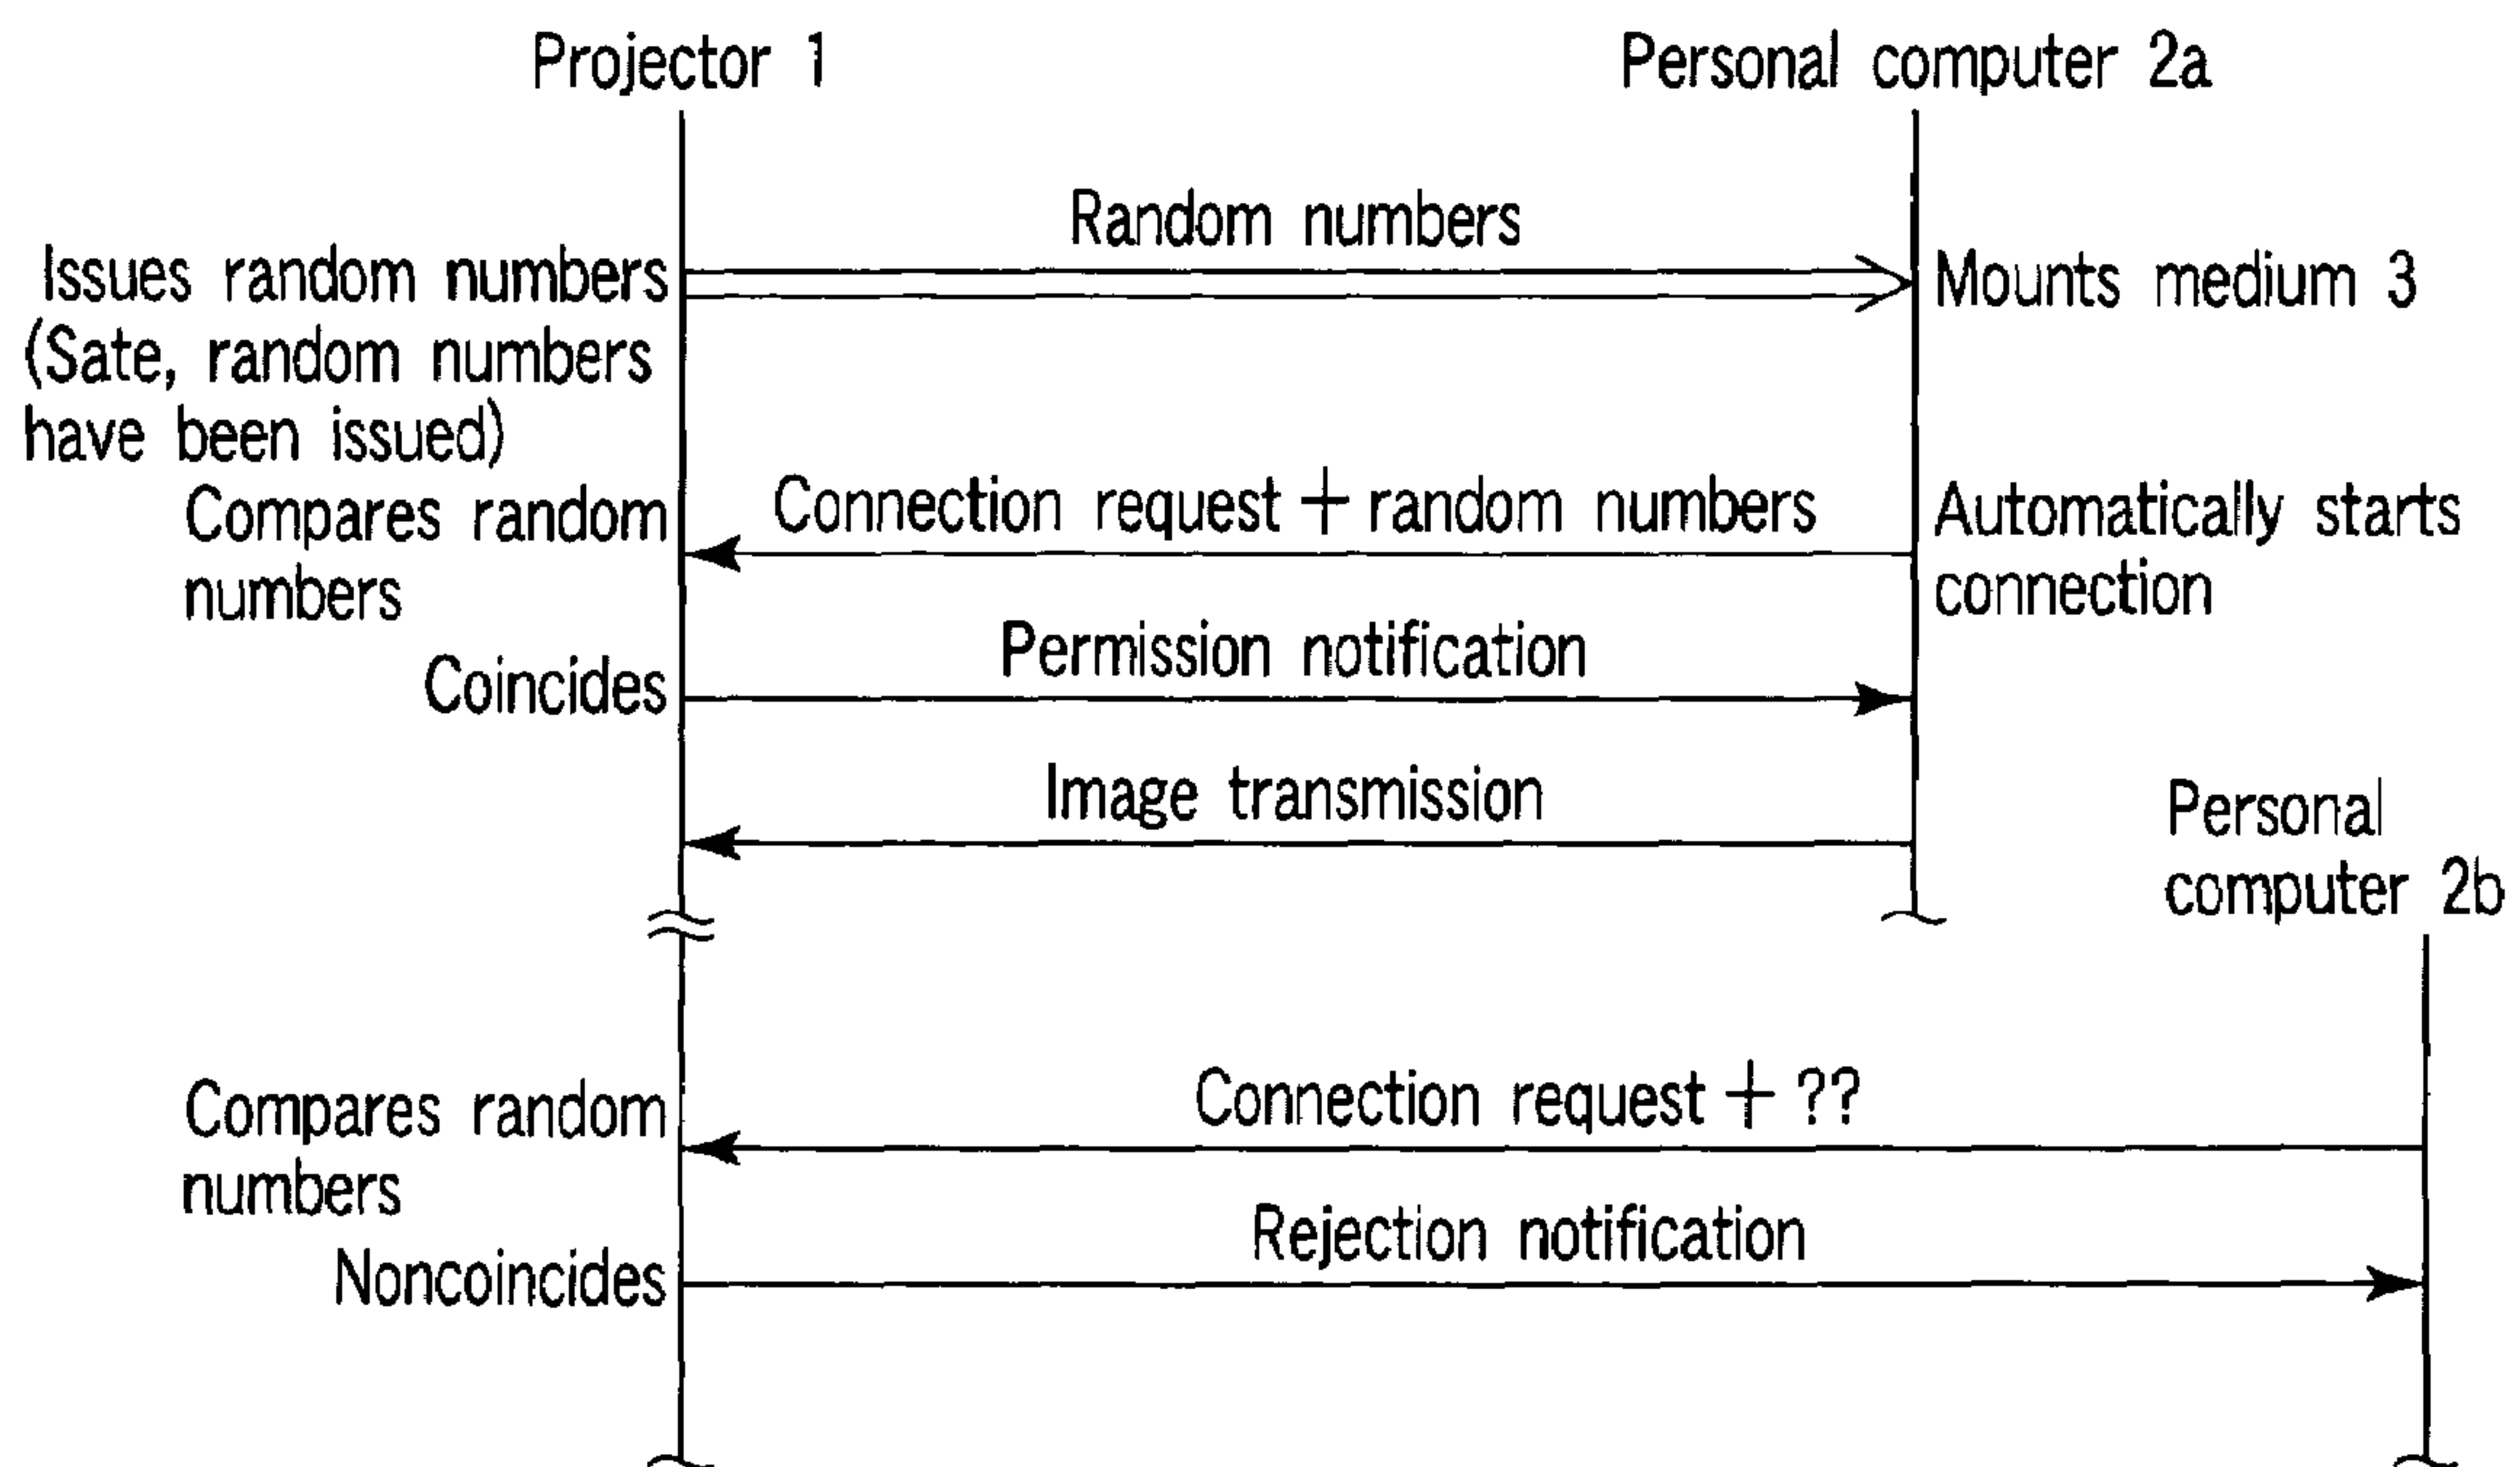 Projector 1
Personal computer 2a
Random numbers
Issues random numbers
(Sate, random numbers
have been issued)
Mounts medium 3
Compares random
numbers
Connection request + random numbers
Automatically starts
connection
Permission notification
Coincides
Image transmission
Personal
computer 2b
Compares random
numbers
Connection request + ??
Rejection notification
Noncoincides